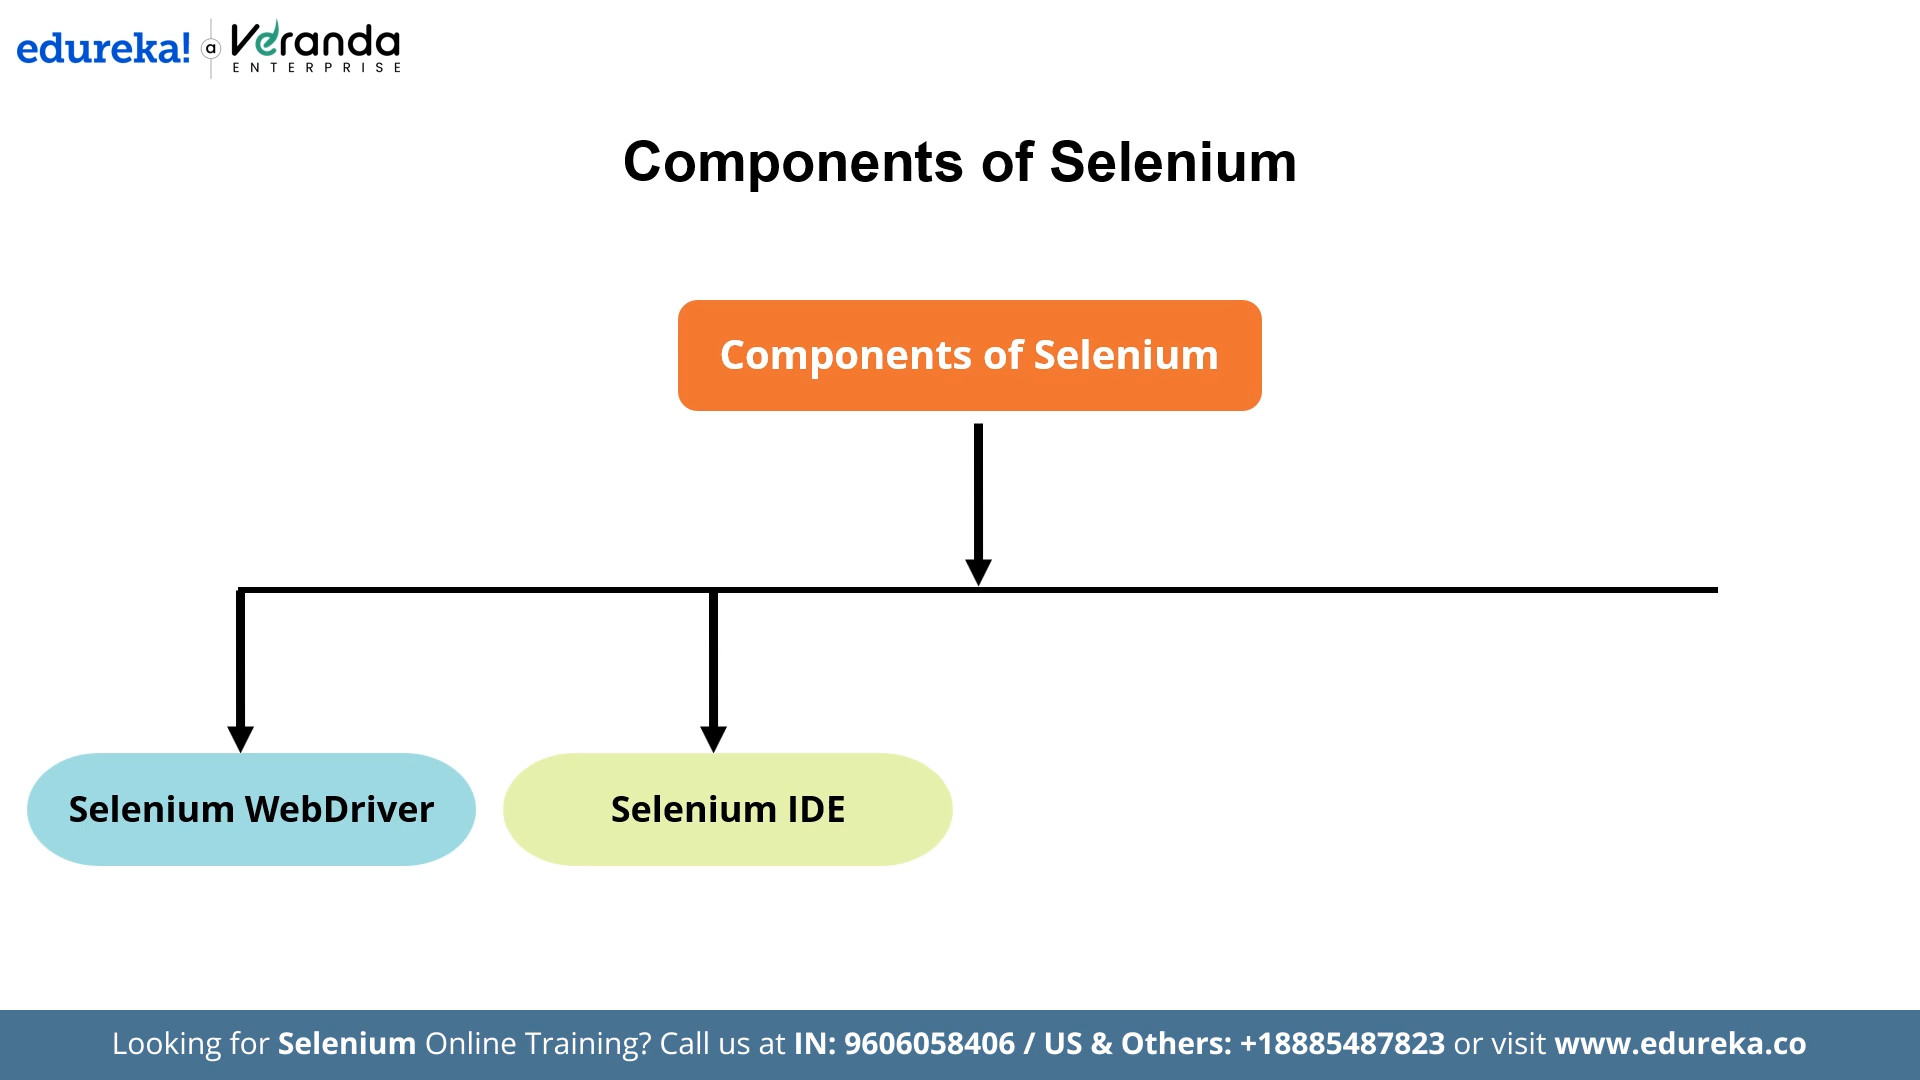 edureka! a Veranda
ENTERPRISE
Components of Selenium
Components of Selenium
Selenium WebDriver
Selenium IDE
Looking for Selenium Online Training? Call us at IN: 9606058406 / US & Others: +18885487823 or visit www.edureka.co